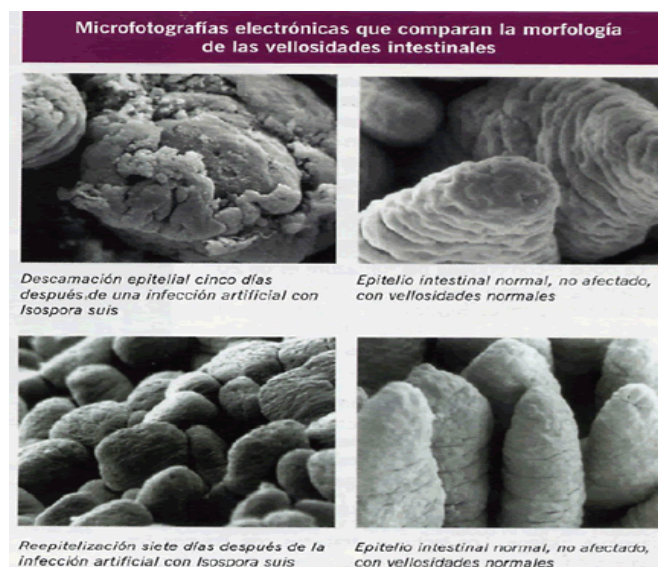 Microfotografías electrónicas que comparan la morfología
de las vellosidades intestinales
Descamación epitelial cinco días
después de una infección artificial con
Isospora suis
Epitelio intestinal normal, no afectado,
con vellosidades normales
Reepitelización siete días después de la
infección artificial con Isospora suis
Epitelio intestinal normal, no afectado,
con vellosidades normales